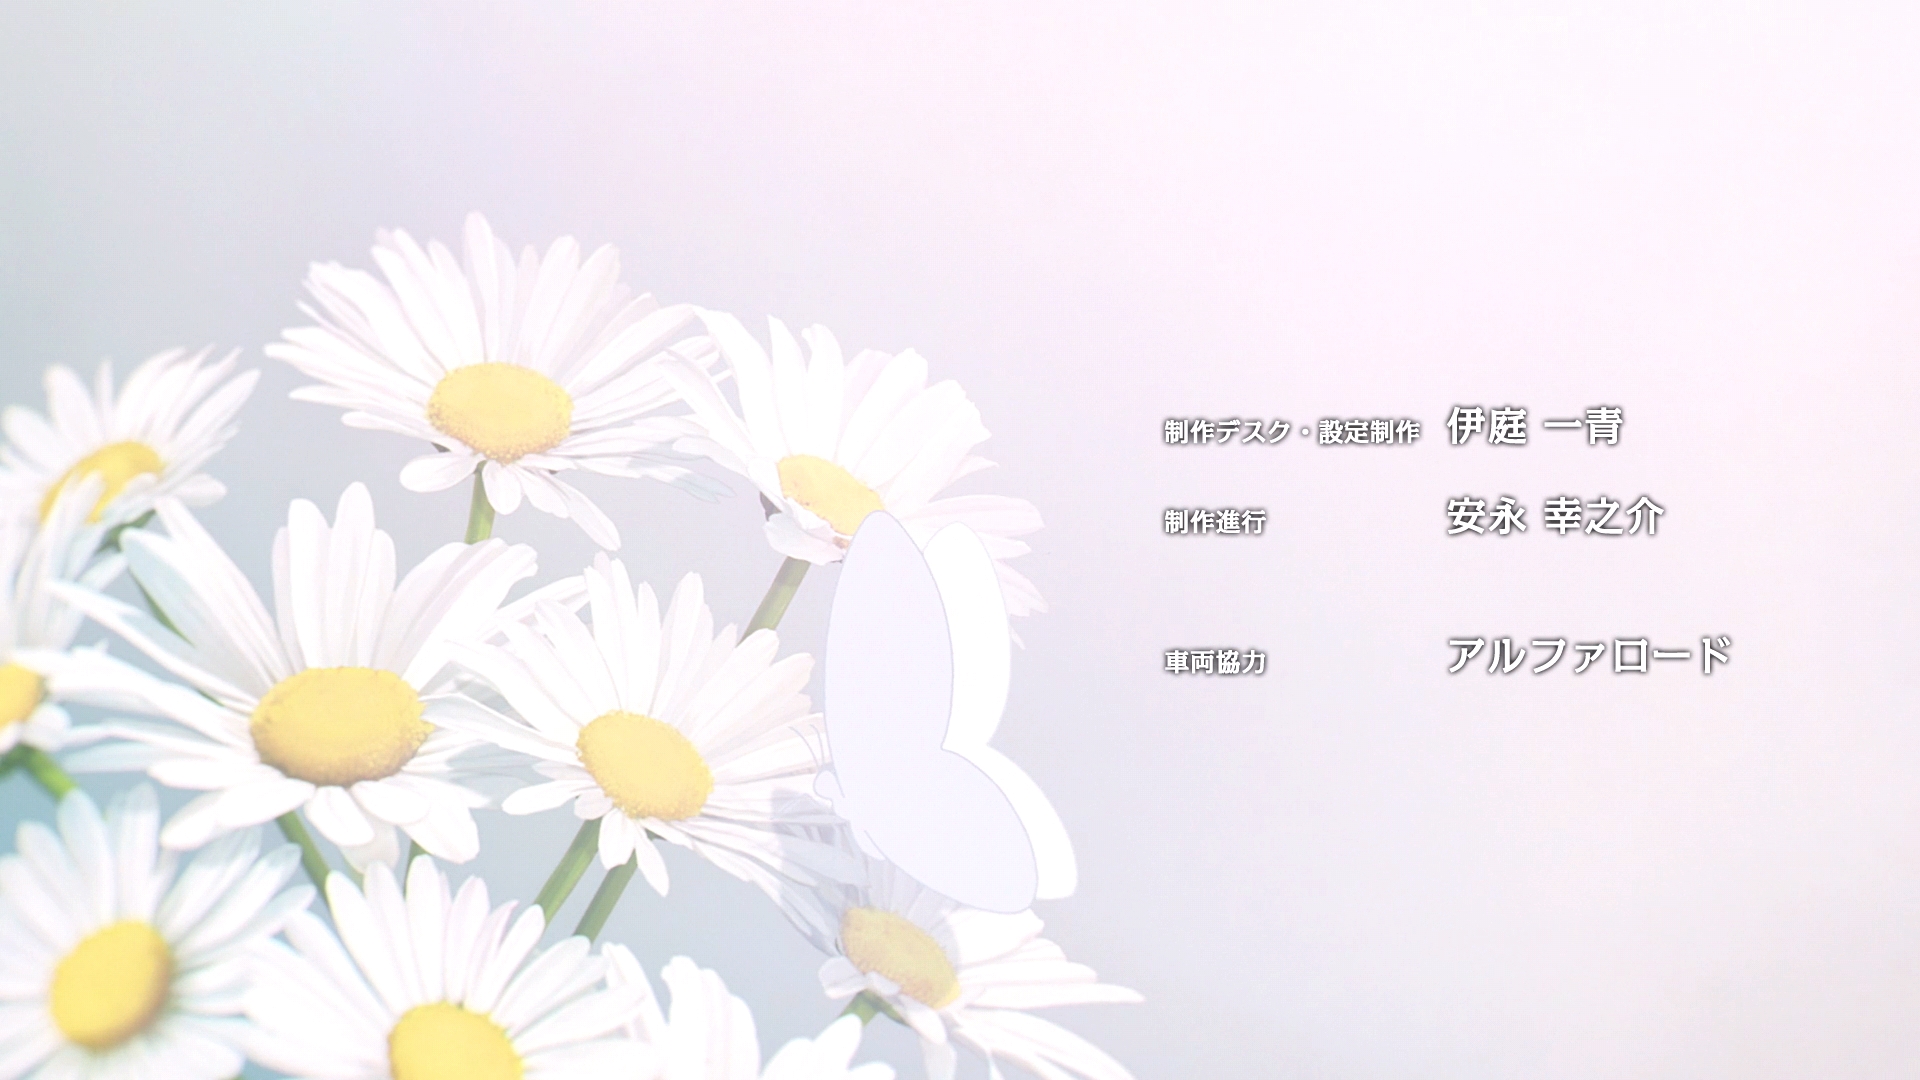 制作デスク・設定制作 伊庭 一青
制作進行 安永 幸之介
車両協力 アルファロード